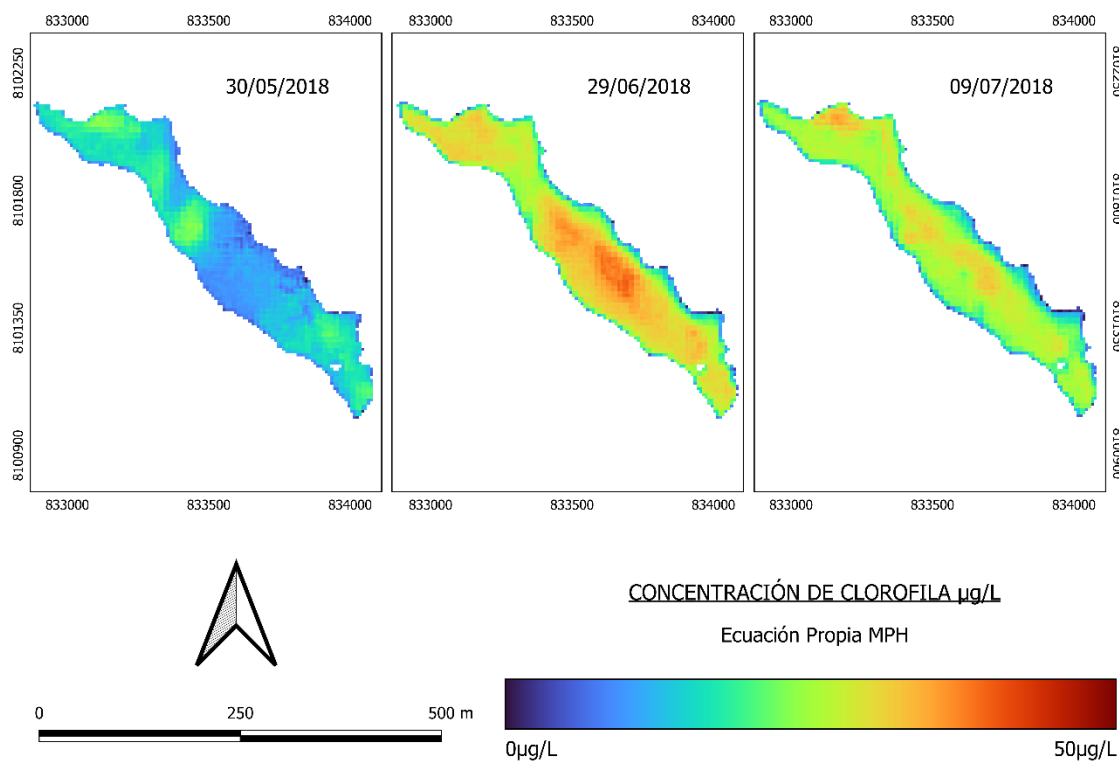 833000 833500 834000 833000 833500 834000 833000 833500 834000
8102250
30/05/2018
29/06/2018
09/07/2018
8101800
8101350
8100900
833000 833500 834000 833000 833500 834000 833000 833500 834000
CONCENTRACIÓN DE CLOROFILA µg/L
Ecuación Propia MPH
0 250 500 m
0µg/L 50µg/L